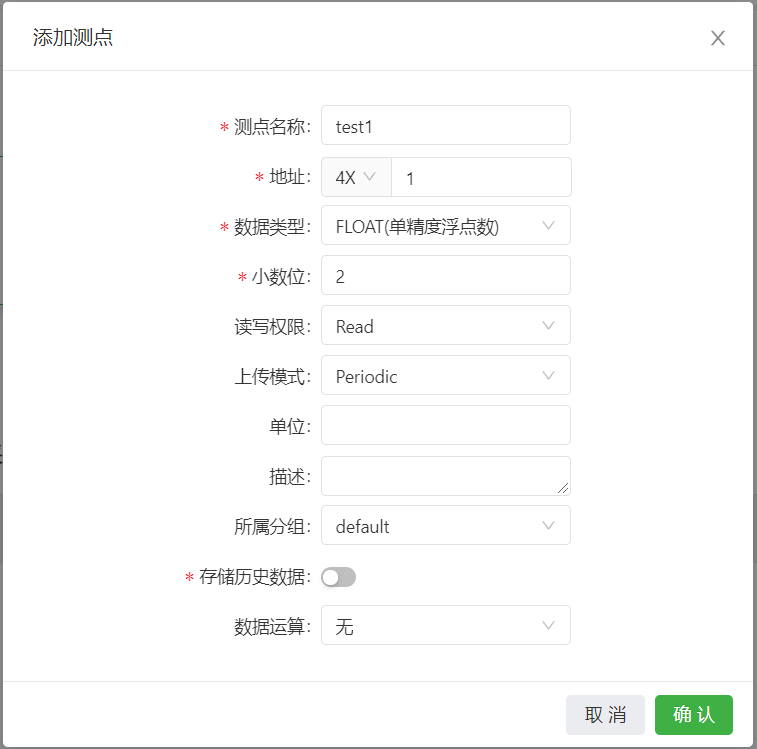 添加测点
* 测点名称: test1
* 地址: 4X 1
* 数据类型: FLOAT(单精度浮点数)
* 小数位: 2
读写权限: Read
上传模式: Periodic
单位:
描述:
所属分组: default
* 存储历史数据:
数据运算: 无
取 消 确 认